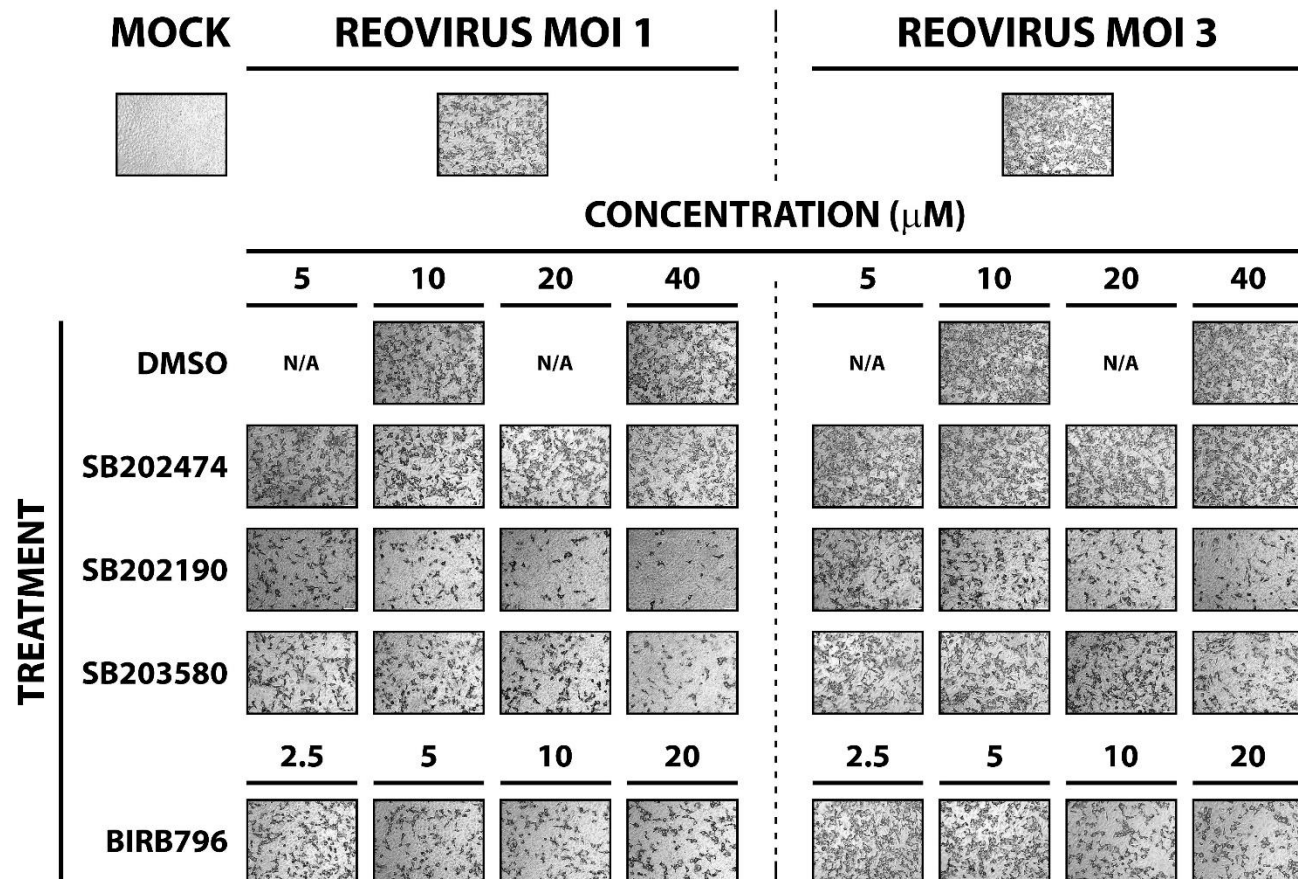 MOCK REOVIRUS MOI 1 REOVIRUS MOI 3
CONCENTRATION (μM)
5 10 20 40 5 10 20 40
DMSO N/A N/A N/A N/A
SB202474
SB202190
SB203580
TREATMENT
2.5 5 10 20 2.5 5 10 20
BIRB796